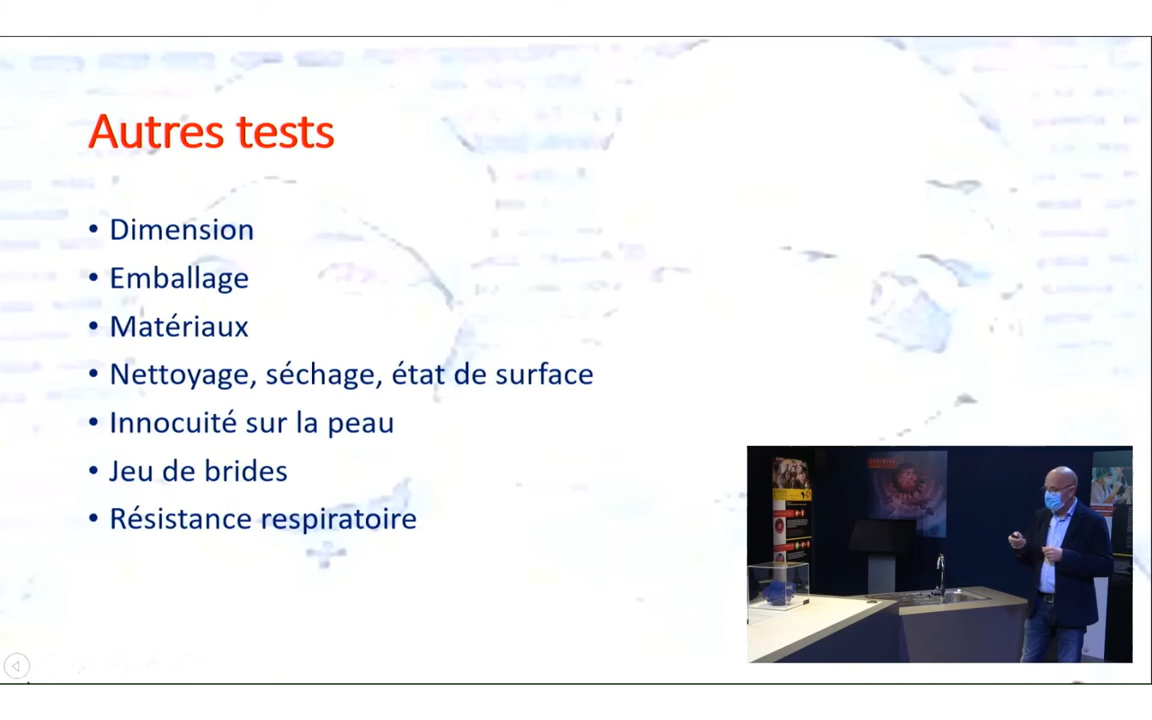 Autres tests
• Dimension
• Emballage
• Matériaux
• Nettoyage, séchage, état de surface
• Innocuité sur la peau
• Jeu de brides
• Résistance respiratoire